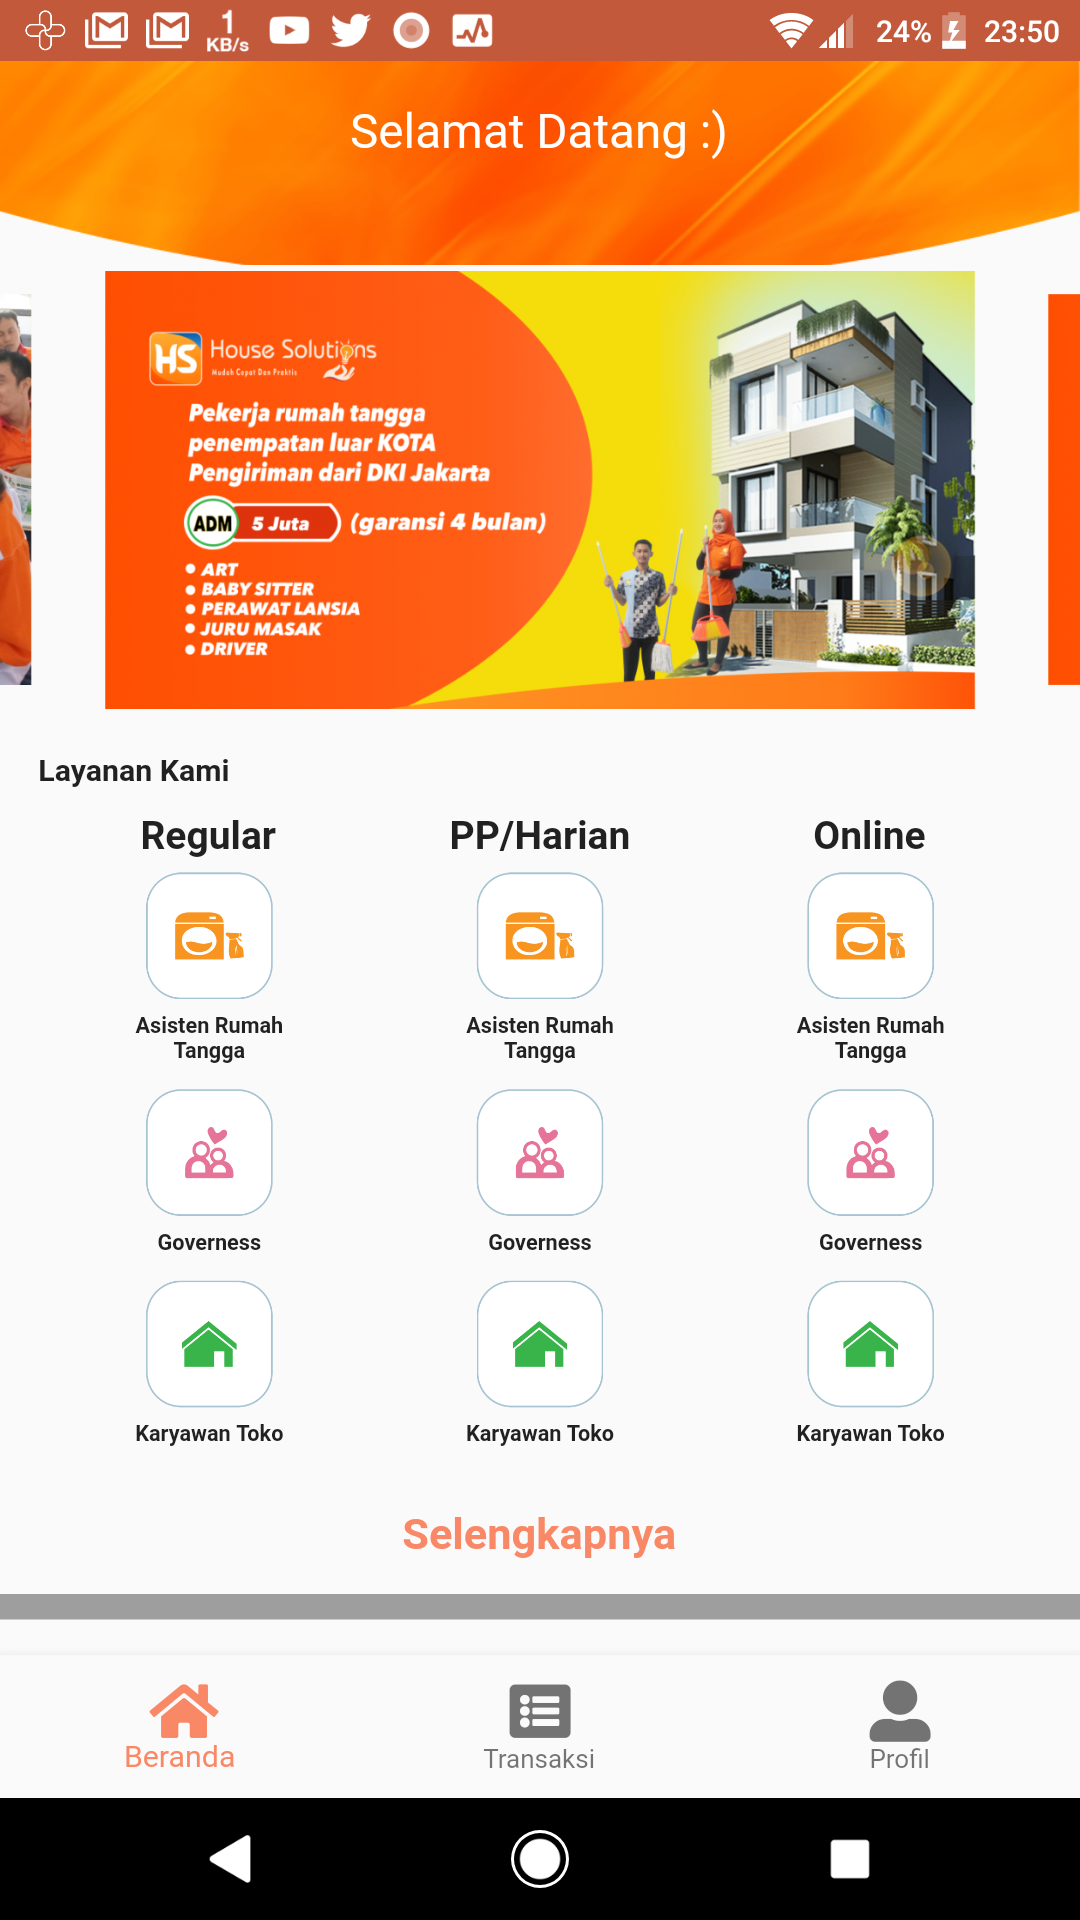 1
KB/s
24%
23:50
Selamat Datang :)
HS House Solutions
Mudah Cepat Dan Praktis
Pekerja rumah tangga
penempatan luar KOTA
Pengiriman dari DKI Jakarta
ADM 5 Juta (garansi 4 bulan)
● ART
● BABY SITTER
● PERAWAT LANSIA
● JURU MASAK
● DRIVER
Layanan Kami
Regular PP/Harian Online
Asisten Rumah Tangga
Asisten Rumah Tangga
Asisten Rumah Tangga
Governess Governess Governess
Karyawan Toko Karyawan Toko Karyawan Toko
Selengkapnya
Beranda Transaksi Profil